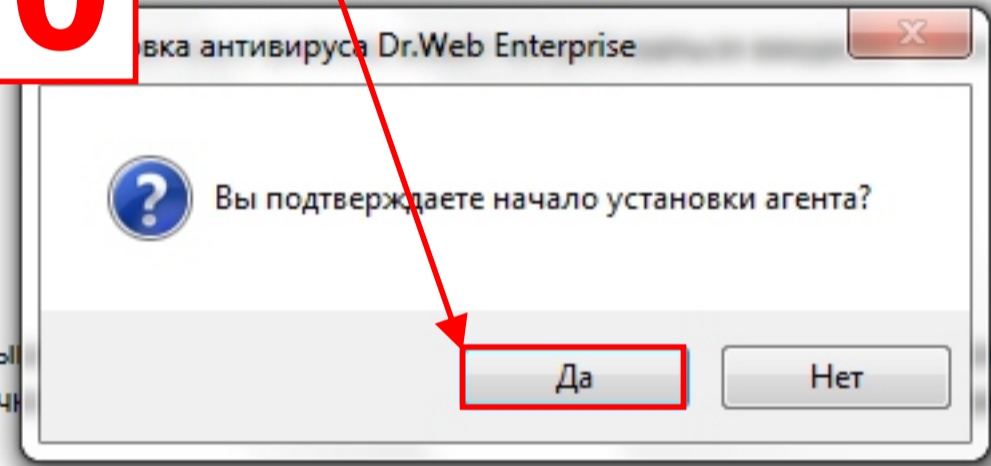 овка антивируса Dr.Web Enterprise
Вы подтверждаете начало установки агента?
Да
Нет